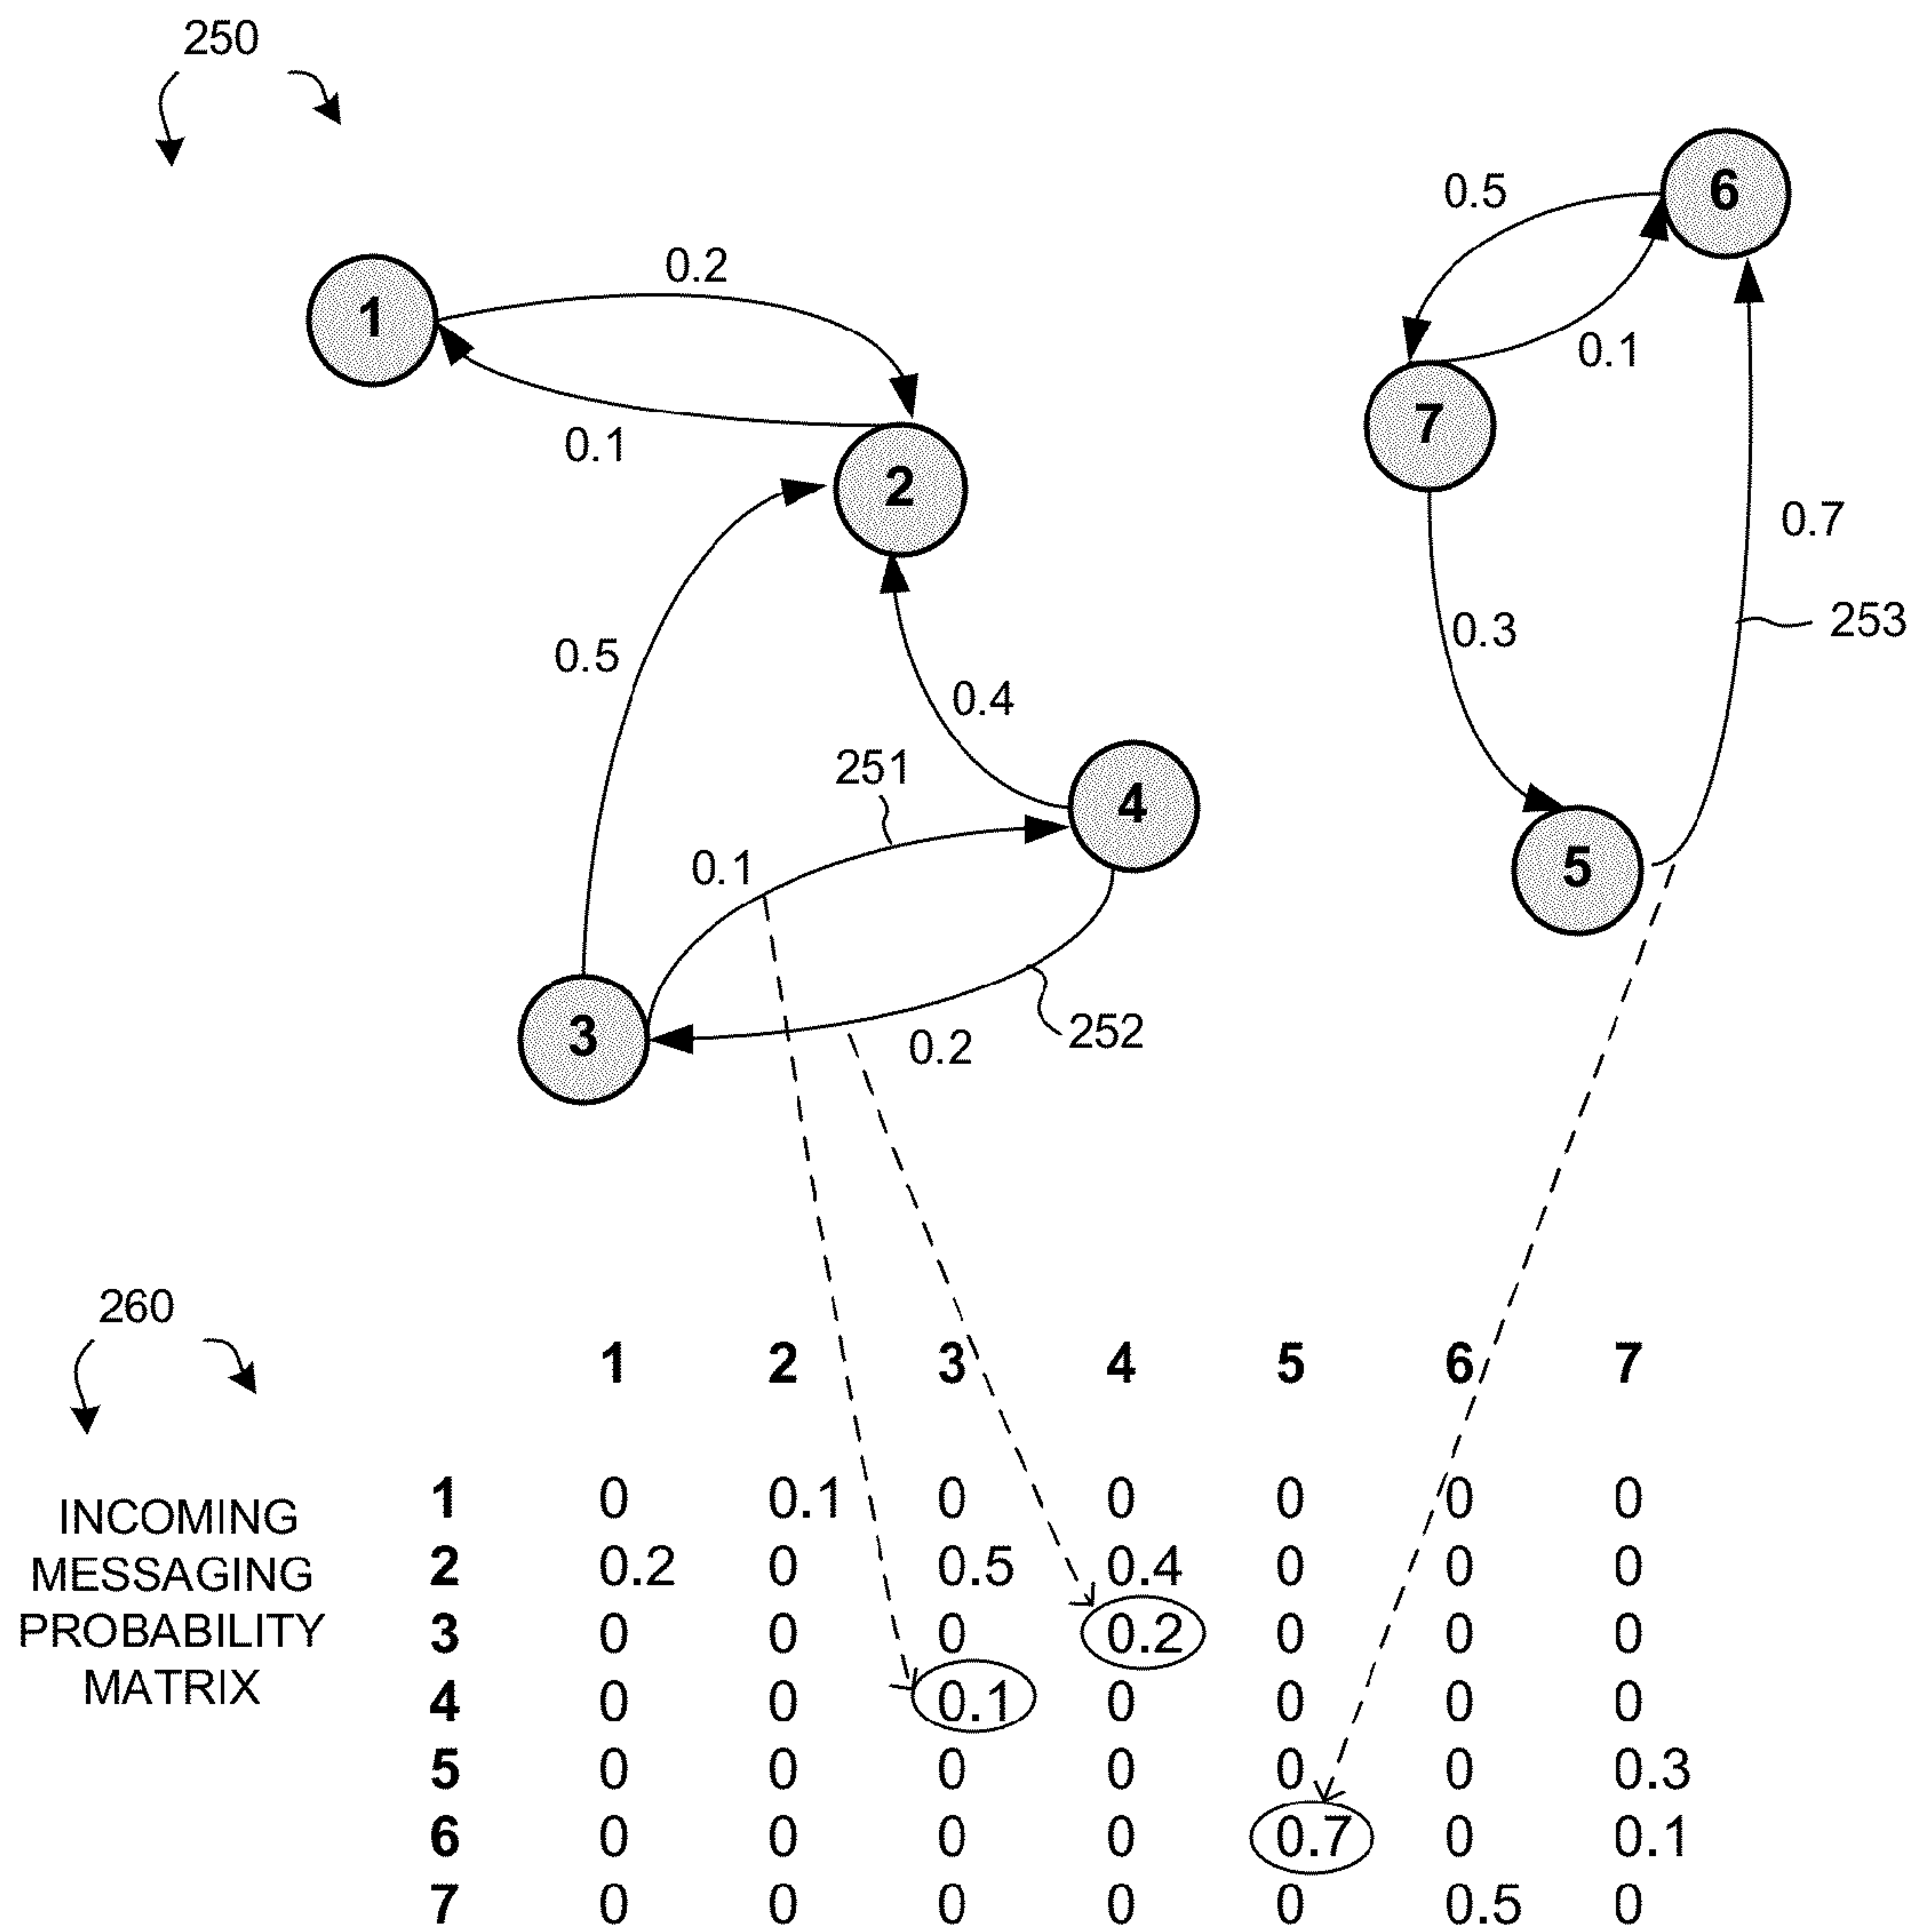 250
6
0.5
0.2
1
0.1
0.1
7
2
0.7
0.5
0.3
253
0.4
251
4
0.1
5
3
252
0.2
260
1 2 3 4 5 6 7
INCOMING
MESSAGING
PROBABILITY
MATRIX
1 0 0.1 0 0 0 0 0
2 0.2 0 0.5 0.4 0 0 0
3 0 0 0 0.2 0 0 0
4 0 0 0.1 0 0 0 0
5 0 0 0 0 0 0 0.3
6 0 0 0 0 0.7 0 0.1
7 0 0 0 0 0 0.5 0